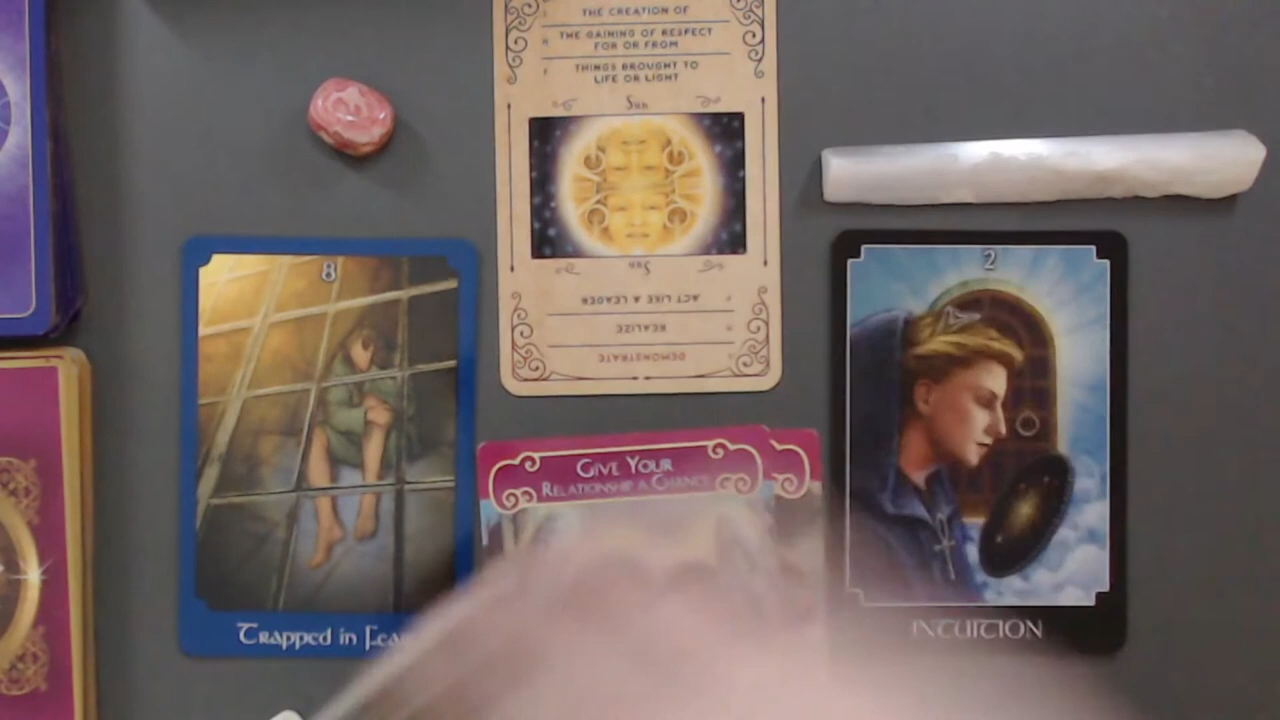 THE CREATION OF
THE GAINING OF RESPECT
FOR OR FROM
THINGS BROUGHT TO
LIFE OR LIGHT
Sun
Sun
ACT LIKE A LEADER
REALIZE
DEMONSTRATE
8
Trapped in Fear
GIVE YOUR
RELATIONSHIP A CHANCE
2
INTUITION